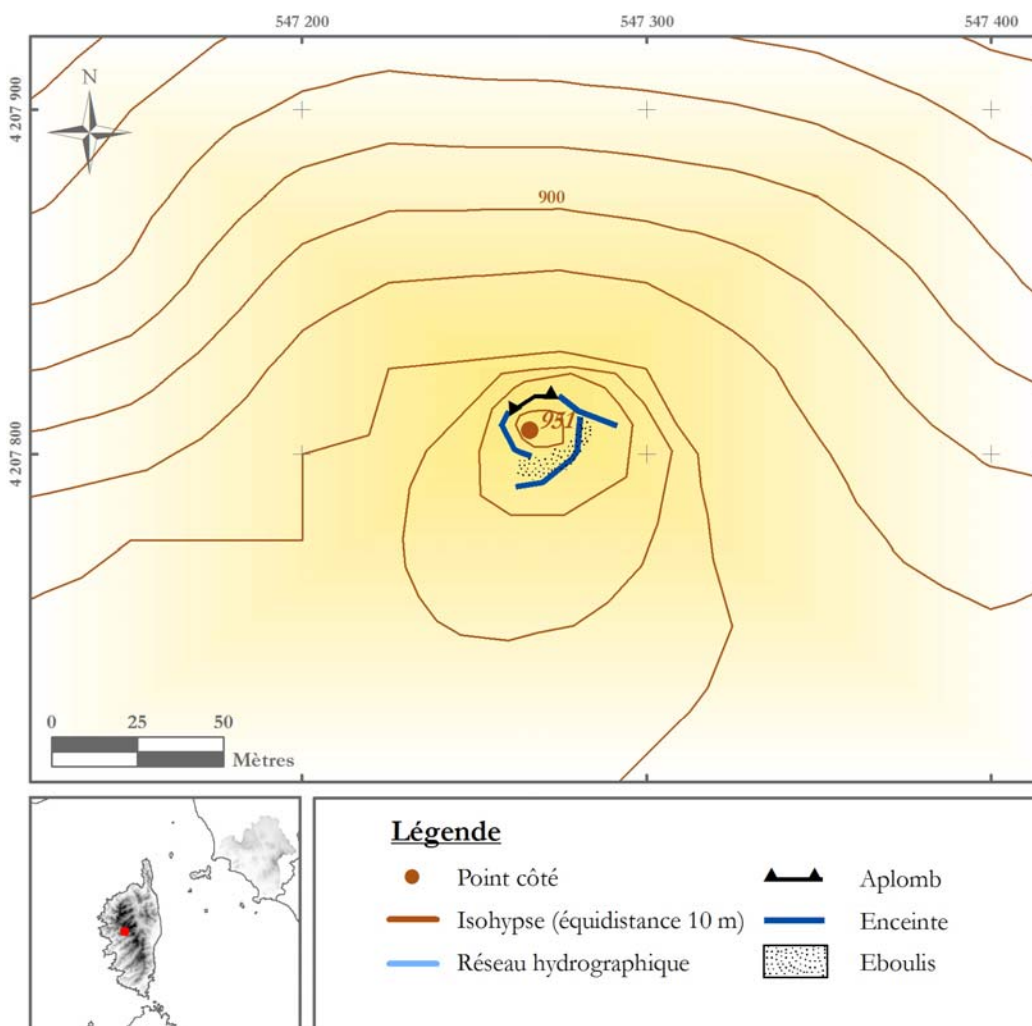 547 200 547 300 547 400
4 207 900
N
900
951
4 207 800
0 25 50
Mètres
Légende
Point côté
Isohypse (équidistance 10 m)
Réseau hydrographique
Aplomb
Enceinte
Eboulis